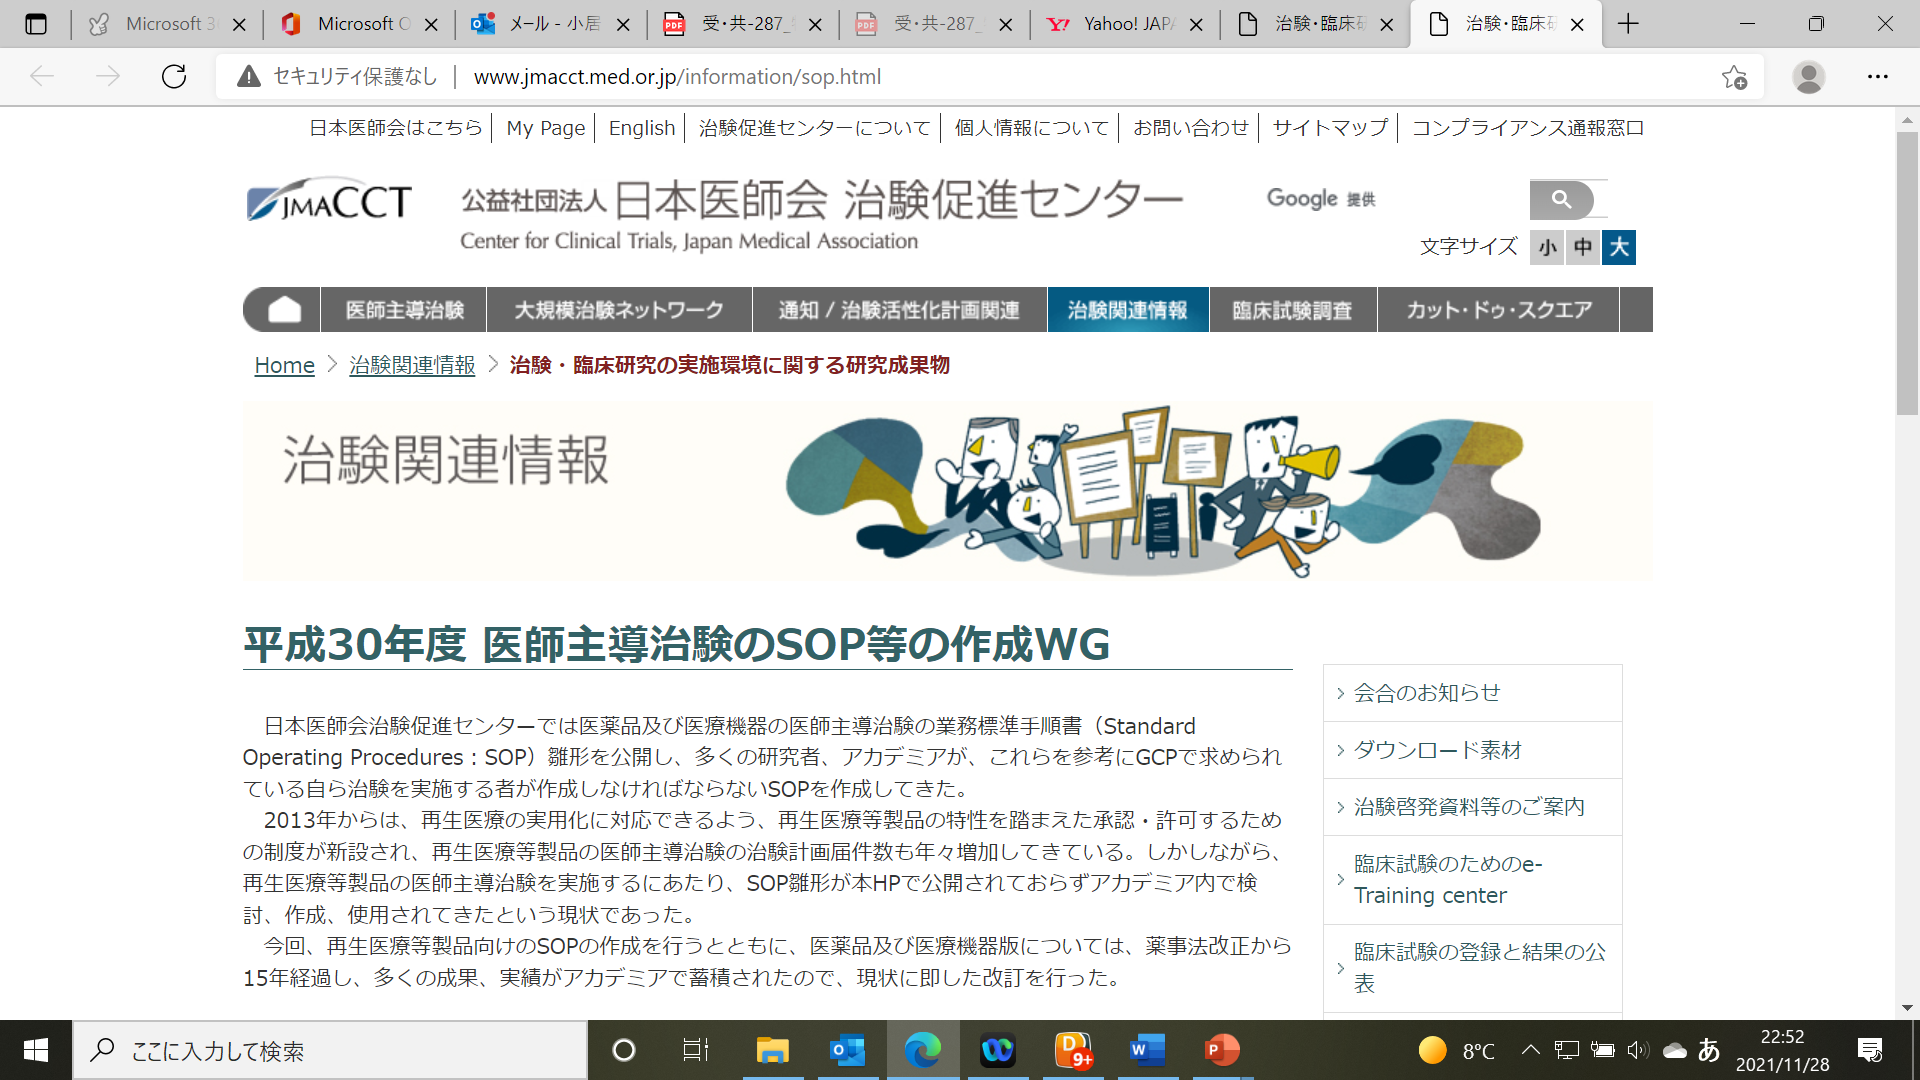 Microsoft 3
Microsoft O
メール - 小居
受・共-287_
受・共-287_
Yahoo! JAPA
治験・臨床研
治験・臨床研
セキュリティ保護なし
www.jmacct.med.or.jp/information/sop.html
日本医師会はこちら
My Page
English
治験促進センターについて
個人情報について
お問い合わせ
サイトマップ
コンプライアンス通報窓口
JMACCT
公益社団法人日本医師会 治験促進センター
Center for Clinical Trials, Japan Medical Association
Google 提供
文字サイズ 小 中 大
医師主導治験
大規模治験ネットワーク
通知 / 治験活性化計画関連
治験関連情報
臨床試験調査
カット・ドゥ・スクエア
Home > 治験関連情報 > 治験・臨床研究の実施環境に関する研究成果物
治験関連情報
平成30年度 医師主導治験のSOP等の作成WG
日本医師会治験促進センターでは医薬品及び医療機器の医師主導治験の業務標準手順書（Standard
Operating Procedures：SOP）雛形を公開し、多くの研究者、アカデミアが、これらを参考にGCPで求められ
ている自ら治験を実施する者が作成しなければならないSOPを作成してきた。
2013年からは、再生医療の実用化に対応できるよう、再生医療等製品の特性を踏まえた承認・許可するため
の制度が新設され、再生医療等製品の医師主導治験の治験計画届件数も年々増加してきている。しかしながら、
再生医療等製品の医師主導治験を実施するにあたり、SOP雛形が本HPで公開されておらずアカデミア内で検
討、作成、使用されてきたという現状であった。
今回、再生医療等製品向けのSOPの作成を行うとともに、医薬品及び医療機器版については、薬事法改正から
15年経過し、多くの成果、実績がアカデミアで蓄積されたので、現状に即した改訂を行った。
会合のお知らせ
ダウンロード素材
治験啓発資料等のご案内
臨床試験のためのe-
Training center
臨床試験の登録と結果の公
表
ここに入力して検索
9+
8°C
あ
22:52
2021/11/28